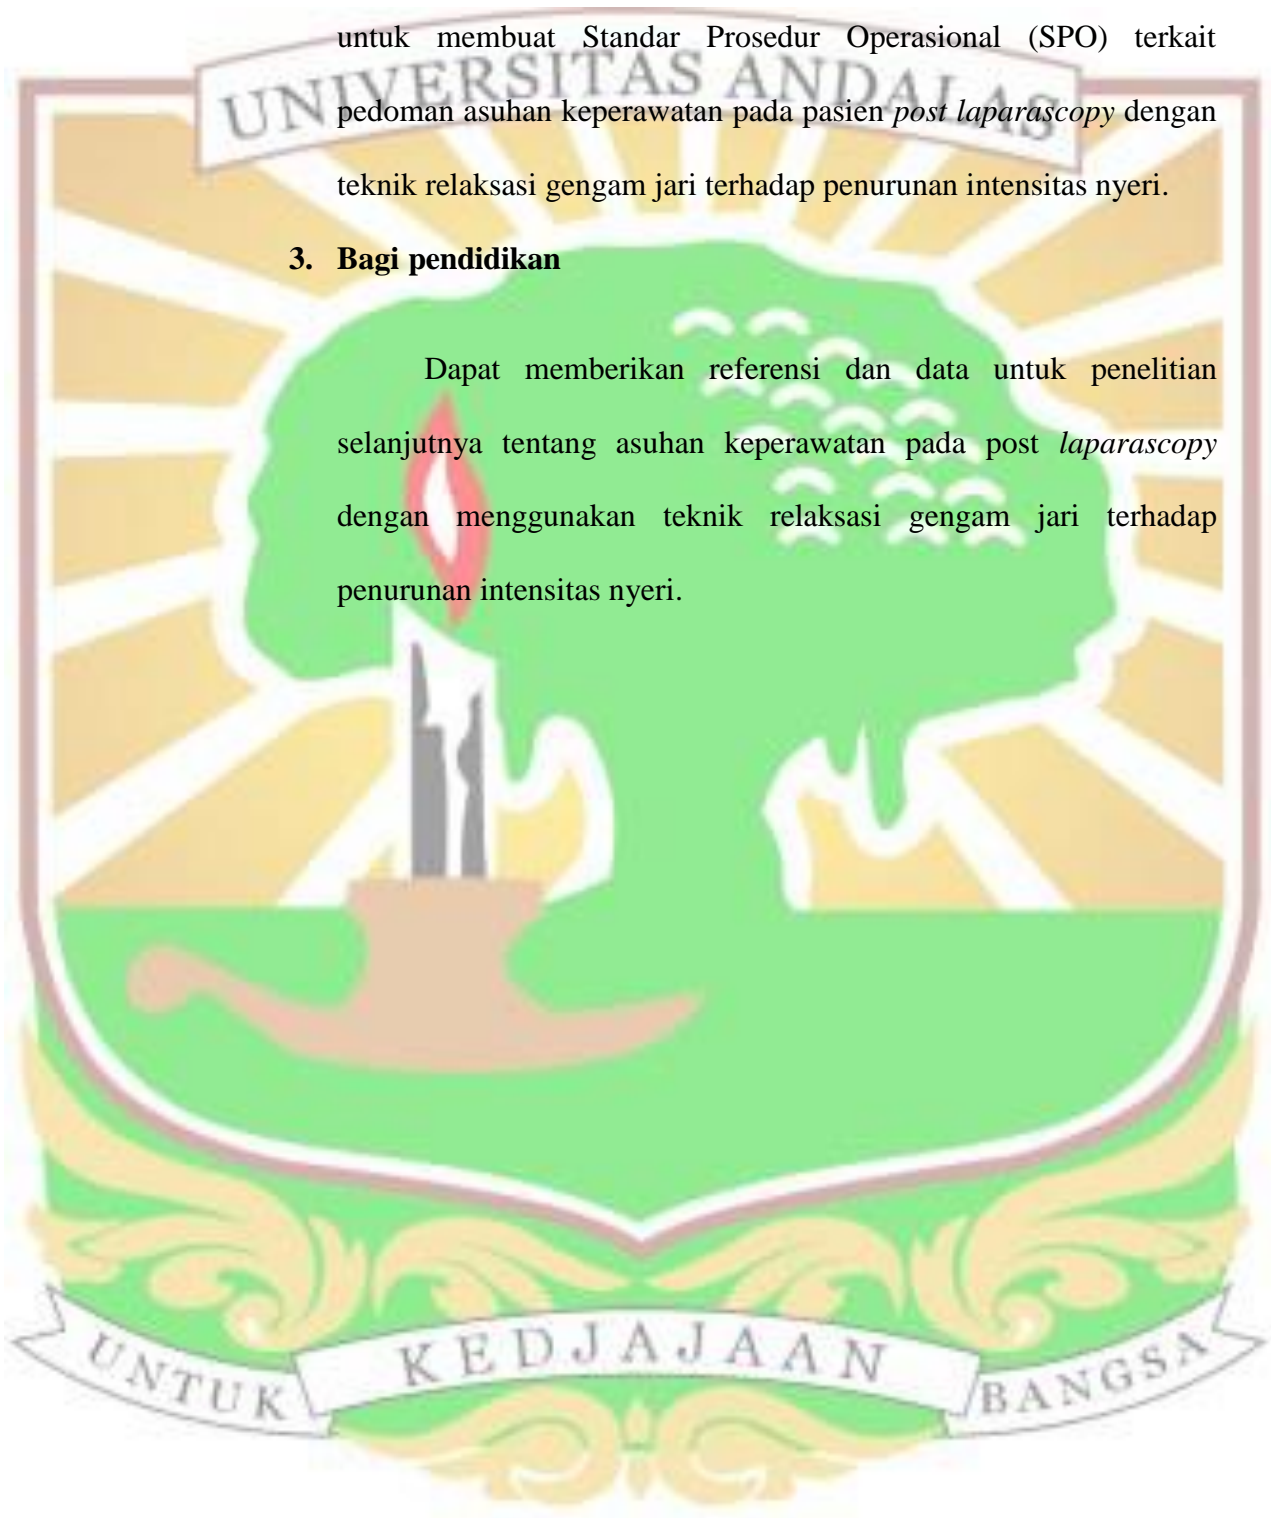 untuk membuat Standar Prosedur Operasional (SPO) terkait
UNIVERSITAS ANDALAS
pedoman asuhan keperawatan pada pasien post laparascopy dengan
teknik relaksasi gengam jari terhadap penurunan intensitas nyeri.
3. Bagi pendidikan
Dapat memberikan referensi dan data untuk penelitian
selanjutnya tentang asuhan keperawatan pada post laparascopy
dengan menggunakan teknik relaksasi gengam jari terhadap
penurunan intensitas nyeri.
UNTUK KEDJAJAAN BANGSA